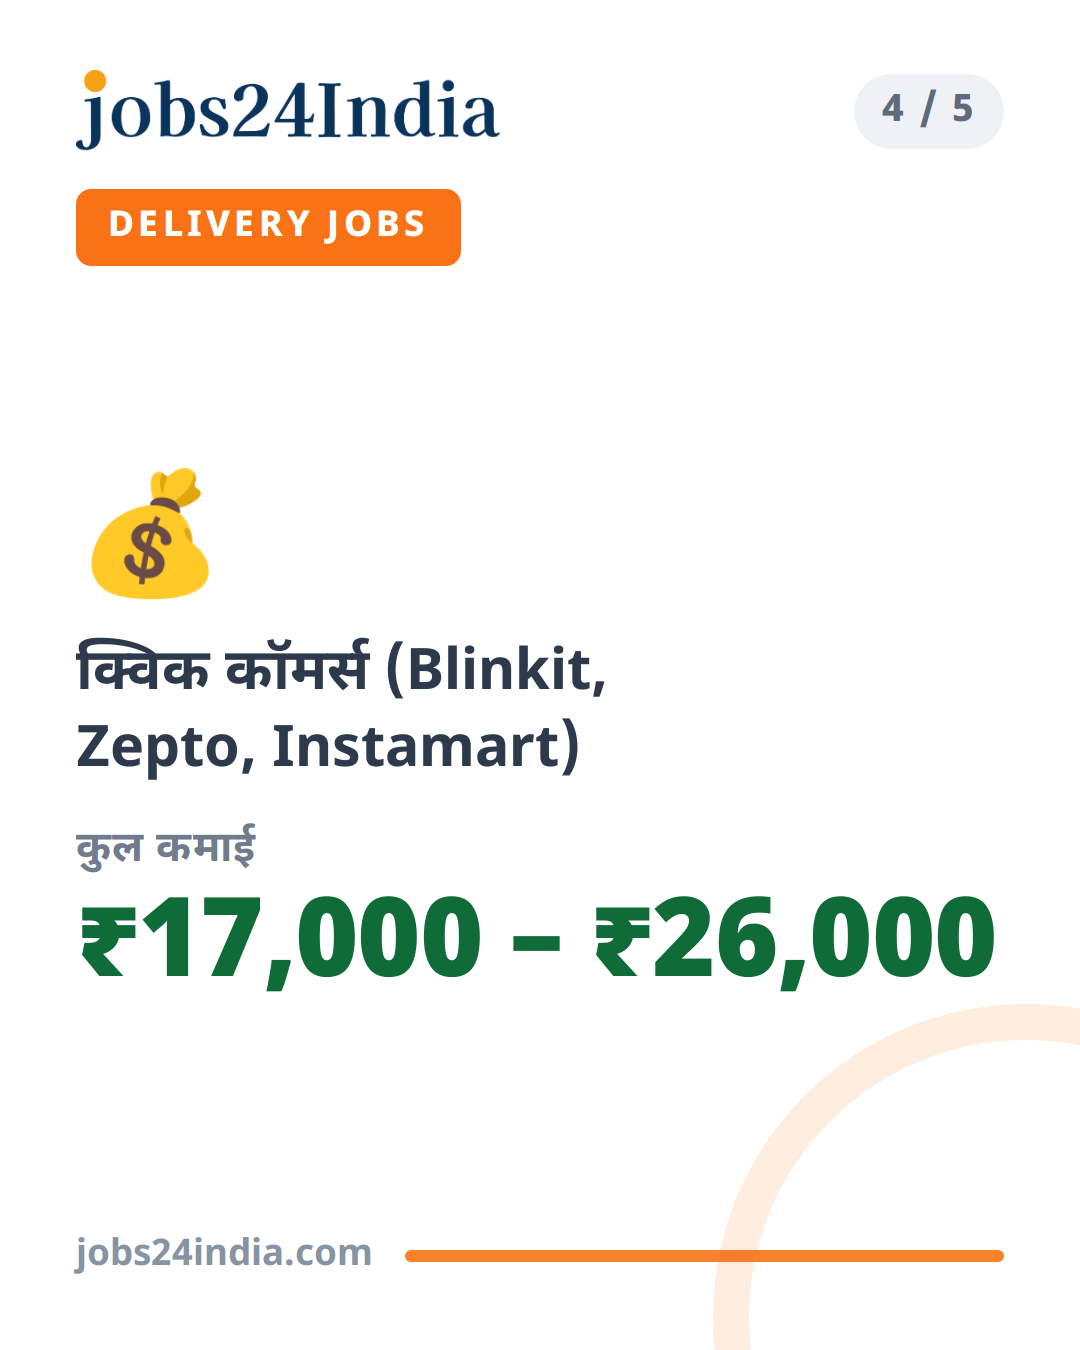 jobs24India
4 / 5
DELIVERY JOBS
क्विक कॉमर्स (Blinkit,
Zepto, Instamart)
कुल कमाई
₹17,000 – ₹26,000
jobs24india.com